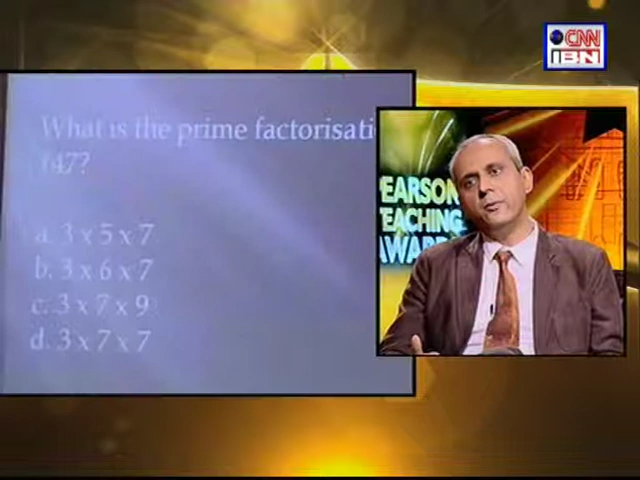 CNN
IBN
What is the prime factorisati
147?
a. 3 x 5 x 7
b. 3 x 6 x 7
c. 3 x 7 x 9
d. 3 x 7 x 7
EARSON
EACHING
AWARD